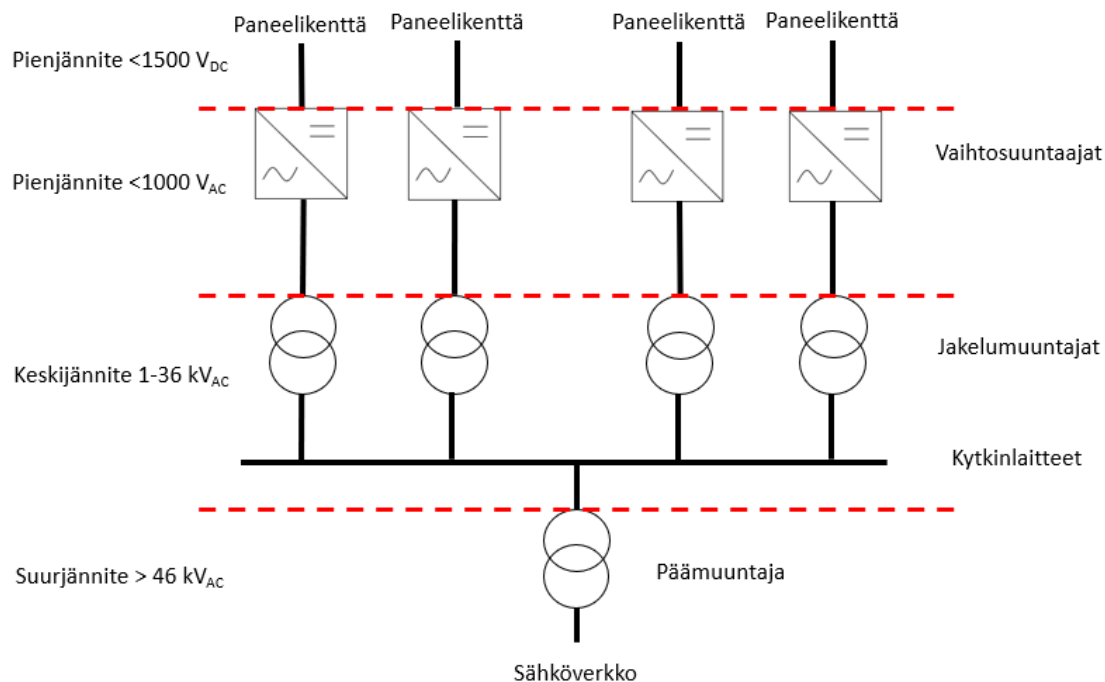 Paneelikenttä
Paneelikenttä
Paneelikenttä
Paneelikenttä
Pienjännite <1500 VDC
Vaihtosuuntaajat
Pienjännite <1000 VAC
Jakelumuuntajat
Keskijännite 1-36 kVAC
Kytkinlaitteet
Suurjännite > 46 kVAC
Päämuuntaja
Sähköverkko